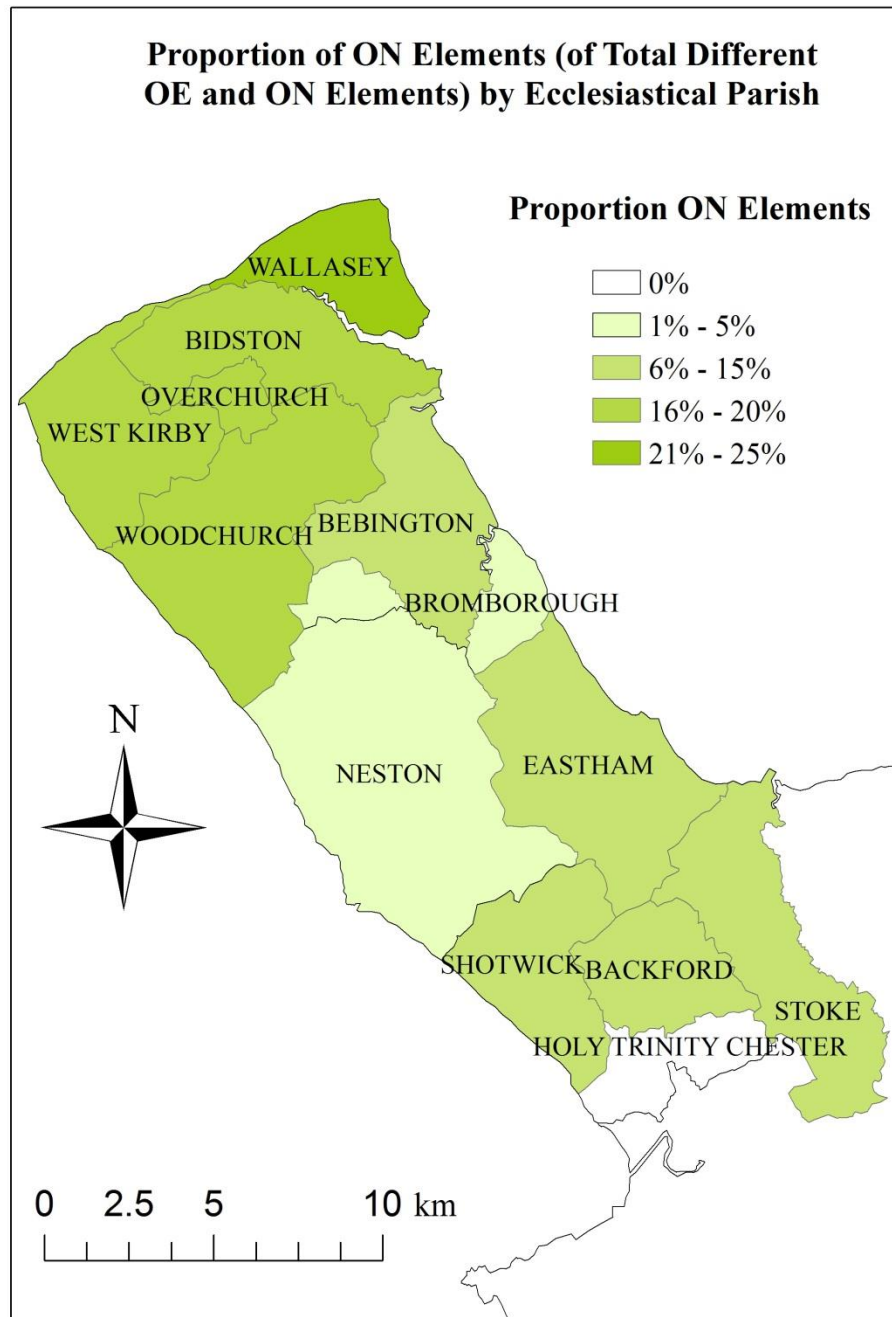 Proportion of ON Elements (of Total Different
OE and ON Elements) by Ecclesiastical Parish
Proportion ON Elements
0%
1% - 5%
6% - 15%
16% - 20%
21% - 25%
WALLASEY
BIDSTON
OVERCHURCH
WEST KIRBY
WOODCHURCH
BEBINGTON
BROMBOROUGH
NESTON
EASTHAM
SHOTWICK
BACKFORD
STOKE
HOLY TRINITY CHESTER
N
0 2.5 5 10 km